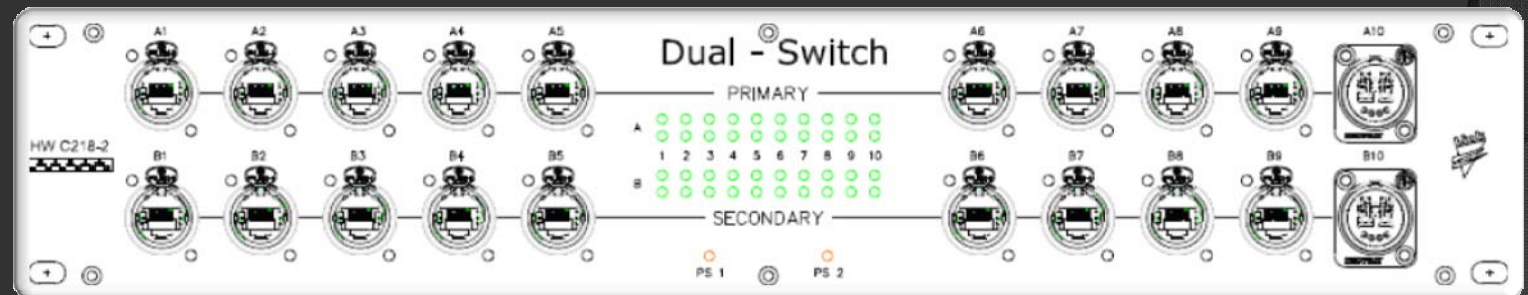 A1 A2 A3 A4 A5 A6 A7 A8 A9 A10
Dual - Switch
PRIMARY
A
1 2 3 4 5 6 7 8 9 10
HW C218-2
B1 B2 B3 B4 B5 B6 B7 B8 B9 B10
B
SECONDARY
PS 1 PS 2